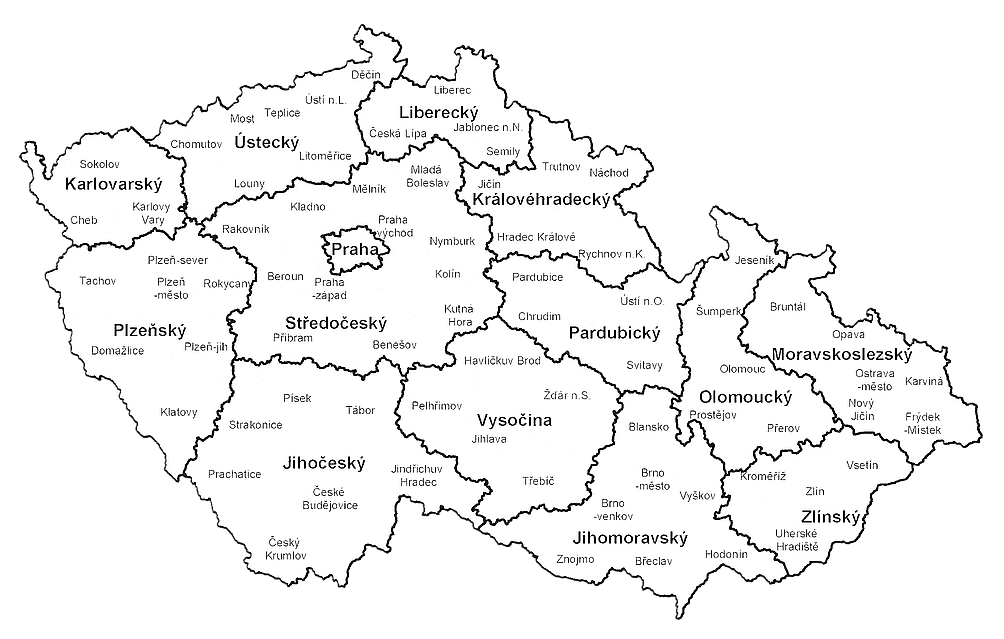 Děčín
Liberec
Ústí n.L.
Teplice
Most
Liberecký
Česká Lípa
Jablonec n.N.
Chomutov
Ústecký
Semily
Litoměřice
Sokolov
Karlovarský
Louny
Mělník
Mladá
Boleslav
Jičín
Trutnov
Náchod
Královéhradecký
Cheb
Karlovy
Vary
Kladno
Rakovník
Praha
východ
Praha
Nymburk
Hradec Králové
Rychnov n.K.
Plzeň-sever
Tachov
Plzeň
-město
Rokycany
Beroun
Praha
-západ
Kolín
Pardubice
Jeseník
Plzeňský
Středočeský
Kutná
Hora
Chrudim
Ústí n.O.
Pardubický
Šumperk
Bruntál
Domažlice
Plzeň-jih
Příbram
Benešov
Havlíčkuv Brod
Svitavy
Opava
Moravskoslezský
Olomouc
Ostrava
-město
Karviná
Klatovy
Písek
Tábor
Strakonice
Pelhřimov
Žďár n.S.
Vysočina
Jihlava
Blansko
Olomoucký
Prostějov
Přerov
Nový
Jičín
Frýdek
-Místek
Prachatice
Jihočeský
Jindřichuv
Hradec
České
Budějovice
Třebíč
Brno
-město
Vyškov
Kroměříž
Vsetín
Zlín
Brno
-venkov
Zlínský
Český
Krumlov
Jihomoravský
Uherské
Hradiště
Znojmo
Břeclav
Hodonín